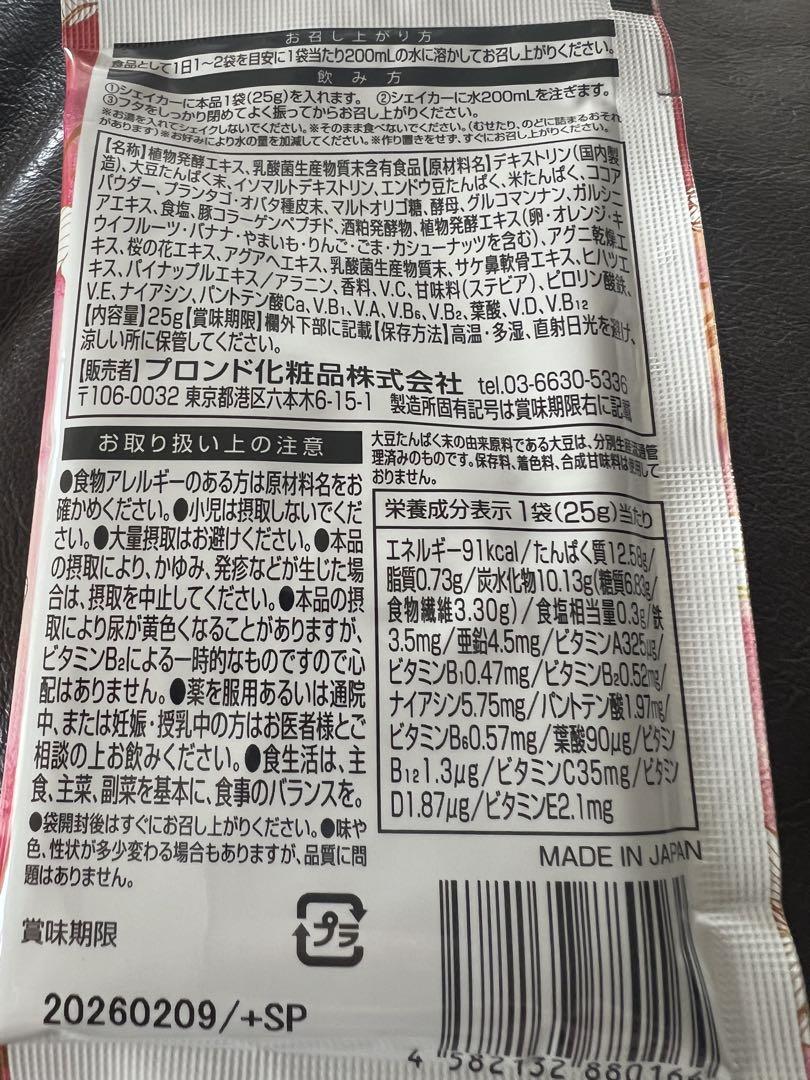 お召し上がり方
食品として1日1~2袋を目安に1袋当たり200mLの水に溶かしてお召し上がりください。
飲み方
①シェイカーに本品1袋(25g)を入れます。 ②シェイカーに水200mLを注ぎます。
③フタをしっかり閉めてよく振ってからお召し上がりください。
※お湯を入れてシェイクしないでください。※そのまま食べないでください。(むせたり、のどに詰まるおそれ
があります)※お好みにより水の量を加減してください。※作り置きをせず、すぐにお召し上がりください。
【名称】植物発酵エキス、乳酸菌生産物質末含有食品【原材料名】デキストリン(国内製
造)、大豆たんぱく末、イソマルトデキストリン、エンドウ豆たんぱく、米たんぱく、ココア
パウダー、プランタゴ・オバタ種皮末、マルトオリゴ糖、酵母、グルコマンナン、ガルシニ
アエキス、食塩、豚コラーゲンペプチド、酒粕発酵物、植物発酵エキス(卵・オレンジ・キ
ウイフルーツ・バナナ・やまいも・りんご・ごま・カシューナッツを含む)、アグニ乾燥エ
キス、桜の花エキス、アグアヘエキス、乳酸菌生産物質末、サケ鼻軟骨エキス、ヒハツエ
キス、パイナップルエキス/アラニン、香料、V.C、甘味料(ステビア)、ピロリン酸鉄、
V.E、ナイアシン、パントテン酸Ca、V.B₁、V.A、V.B₆、V.B₂、葉酸、V.D、V.B₁₂
【内容量】25g【賞味期限】欄外下部に記載【保存方法】高温・多湿、直射日光を避け、
涼しい所に保管してください。
【販売者】ブロンド化粧品株式会社 tel.03-6630-5336
〒106-0032 東京都港区六本木6-15-1 製造所固有記号は賞味期限右に記載
お取り扱い上の注意
●食物アレルギーのある方は原材料名をお
確かめください。●小児は摂取しないでくだ
さい。●大量摂取はお避けください。●本品
の摂取により、かゆみ、発疹などが生じた場
合は、摂取を中止してください。●本品の摂
取により尿が黄色くなることがありますが、
ビタミンB₂による一時的なものですので心
配はありません。●薬を服用あるいは通院
中、または妊娠・授乳中の方はお医者様とご
相談の上お飲みください。●食生活は、主
食、主菜、副菜を基本に、食事のバランスを。
●袋開封後はすぐにお召し上がりください。●味や
色、性状が多少変わる場合もありますが、品質に問
題はありません。
大豆たんぱく末の由来原料である大豆は、分別生産流通管
理済みのものです。保存料、着色料、合成甘味料は使用して
おりません。
栄養成分表示 1袋(25g)当たり
エネルギー91kcal/たんぱく質12.58g/
脂質0.73g/炭水化物10.13g(糖質6.83g/
食物繊維3.30g)/食塩相当量0.3g/鉄
3.5mg/亜鉛4.5mg/ビタミンA325μg/
ビタミンB₁0.47mg/ビタミンB₂0.52mg/
ナイアシン5.75mg/パントテン酸1.97mg/
ビタミンB₆0.57mg/葉酸90μg/ビタミン
B₁₂1.3μg/ビタミンC35mg/ビタミン
D1.87μg/ビタミンE2.1mg
MADE IN JAPAN
賞味期限
プラ
20260209/+SP
4 582132 880164